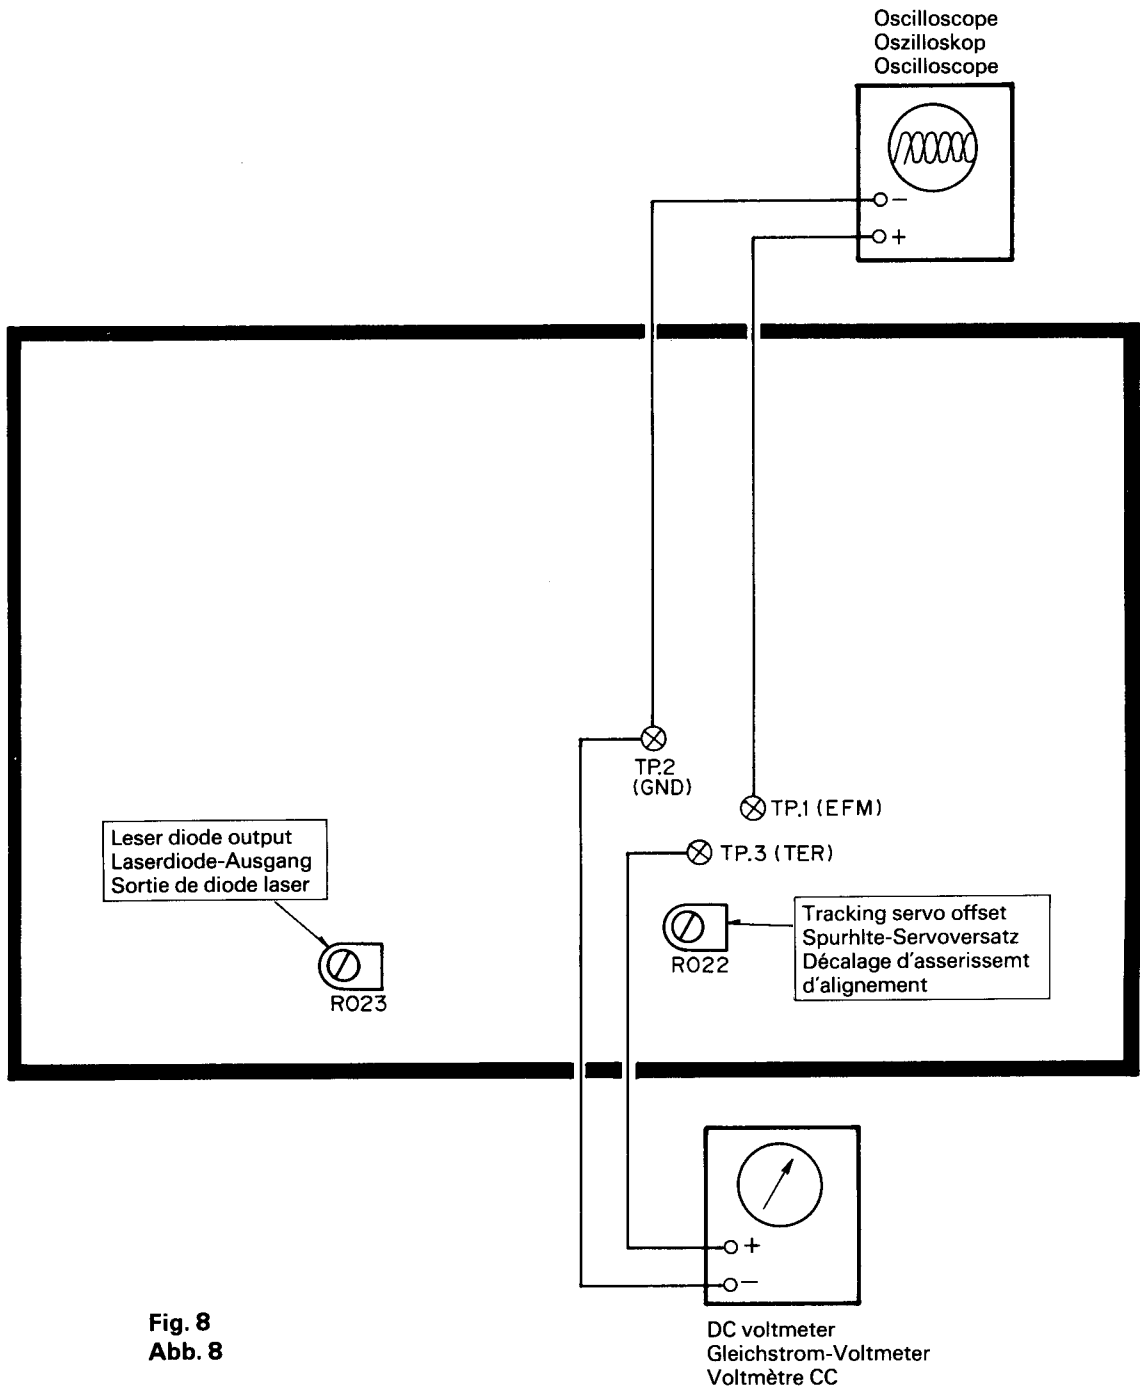 Oscilloscope
Oszilloskop
Oscilloscope
−
+
TP.2
(GND)
TP.1 (EFM)
TP.3 (TER)
Leser diode output
Laserdiode-Ausgang
Sortie de diode laser
R023
R022
Tracking servo offset
Spurhlte-Servoversatz
Décalage d'asserissemt
d'alignement
+
−
DC voltmeter
Gleichstrom-Voltmeter
Voltmètre CC
Fig. 8
Abb. 8